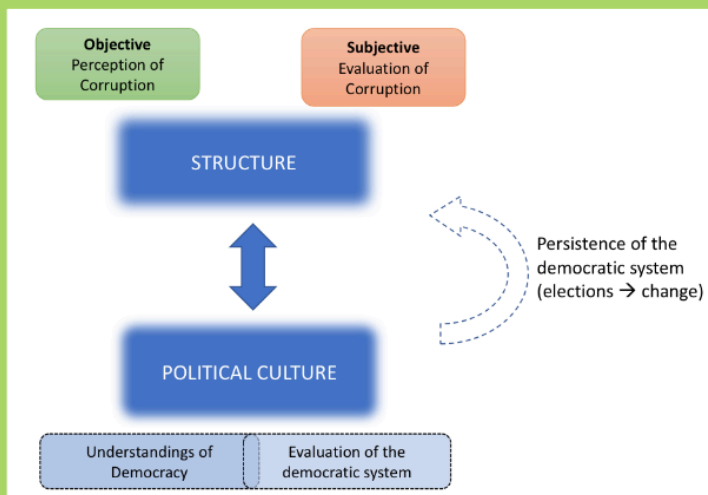 Objective
Perception of
Corruption
Subjective
Evaluation of
Corruption
STRUCTURE
Persistence of the
democratic system
(elections → change)
POLITICAL CULTURE
Understandings of
Democracy
Evaluation of the
democratic system